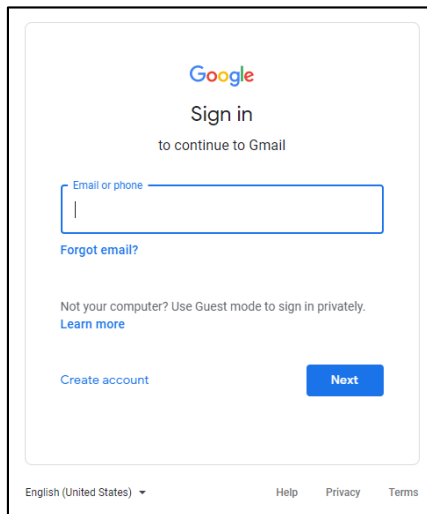 Google
Sign in
to continue to Gmail
Email or phone
Forgot email?
Not your computer? Use Guest mode to sign in privately.
Learn more
Create account Next
English (United States) Help Privacy Terms